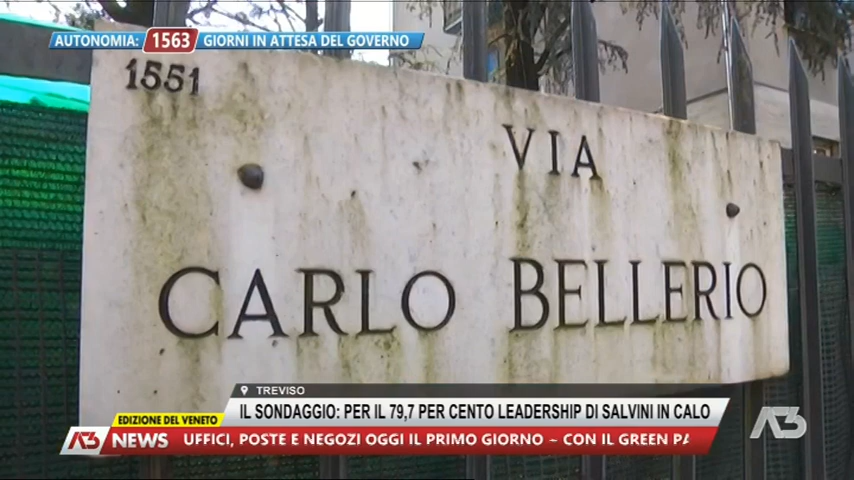 AUTONOMIA: 1563 GIORNI IN ATTESA DEL GOVERNO
1551
VIA
CARLO BELLERIO
TREVISO
IL SONDAGGIO: PER IL 79,7 PER CENTO LEADERSHIP DI SALVINI IN CALO
EDIZIONE DEL VENETO
A3 NEWS UFFICI, POSTE E NEGOZI OGGI IL PRIMO GIORNO ~ CON IL GREEN PA
A3